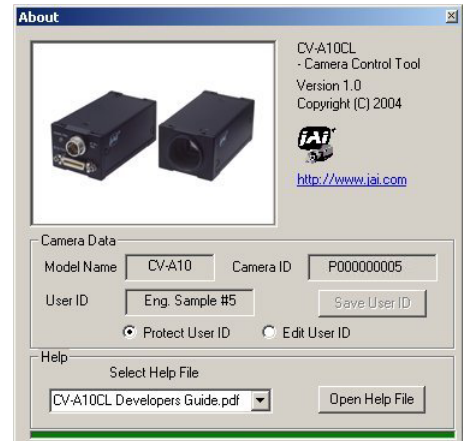 About
CV-A10CL
- Camera Control Tool
Version 1.0
Copyright (C) 2004
JAi
http://www.jai.com
Camera Data
Model Name CV-A10 Camera ID P000000005
User ID Eng. Sample #5 Save User ID
Protect User ID Edit User ID
Help
Select Help File
CV-A10CL Developers Guide.pdf Open Help File